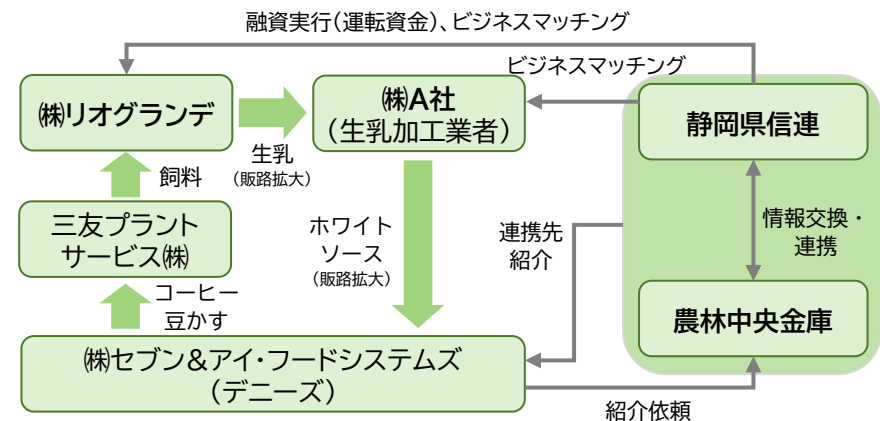 融資実行(運転資金)、ビジネスマッチング
ビジネスマッチング
㈱リオグランデ
㈱A社
(生乳加工業者)
静岡県信連
生乳
(販路拡大)
飼料
三友プラント
サービス㈱
ホワイト
ソース
(販路拡大)
連携先
紹介
情報交換・
連携
コーヒー
豆かす
農林中央金庫
㈱セブン&アイ・フードシステムズ
(デニーズ)
紹介依頼